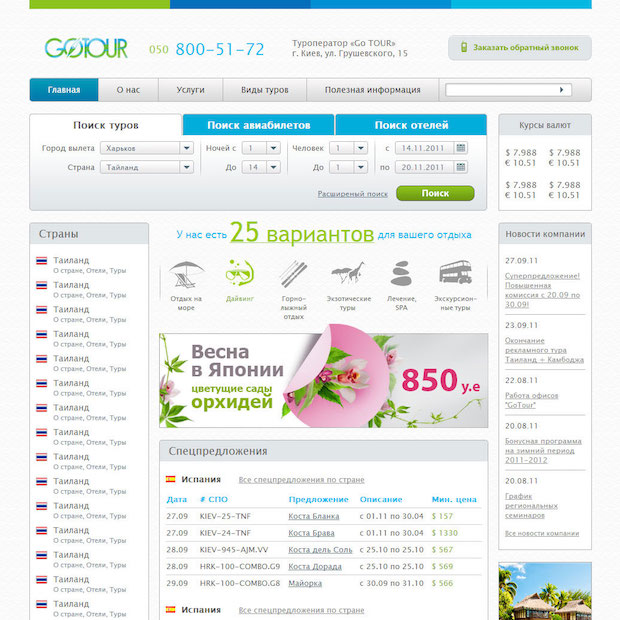 GOTOUR
050 800-51-72
Туроператор «Go TOUR»
г. Киев, ул. Грушевского, 15
Заказать обратный звонок
Главная
О нас
Услуги
Виды туров
Полезная информация
Поиск туров
Поиск авиабилетов
Поиск отелей
Город вылета Харьков Ночей с 1 Человек 1 с 14.11.2011
Страна Тайланд До 14 До 1 по 20.11.2011
Расширеный поиск
Поиск
Курсы валют
$ 7.988 $ 7.988
€ 10.51 € 10.51
$ 7.988 $ 7.988
€ 10.51 € 10.51
Страны
Таиланд
О стране, Отели, Туры
Таиланд
О стране, Отели, Туры
Таиланд
О стране, Отели, Туры
Таиланд
О стране, Отели, Туры
Таиланд
О стране, Отели, Туры
Таиланд
О стране, Отели, Туры
Таиланд
О стране, Отели, Туры
Таиланд
О стране, Отели, Туры
Таиланд
О стране, Отели, Туры
Таиланд
О стране, Отели, Туры
Таиланд
О стране, Отели, Туры
Таиланд
О стране, Отели, Туры
Таиланд
О стране, Отели, Туры
Таиланд
О стране, Отели, Туры
Таиланд
О стране, Отели, Туры
У нас есть 25 вариантов для вашего отдыха
Отдых на
море
Дайвинг
Горно-
лыжный
отдых
Экзотические
туры
Лечение,
SPA
Экскурсион-
ные туры
Весна
в Японии
цветущие сады
орхидей
850 у.е
Спецпредложения
Испания Все спецпредложения по стране
Дата # СПО Предложение Описание Мин. цена
27.09 KIEV-25-TNF Коста Бланка с 01.11 по 30.04 $ 157
27.09 KIEV-24-TNF Коста Брава с 01.11 по 30.04 $ 1330
28.09 KIEV-945-AJM.VV Коста дель Соль с 25.10 по 25.10 $ 567
28.09 HRK-100-COMBO.G9 Коста Дорада с 25.10 по 25.10 $ 569
29.09 HRK-100-COMBO.G8 Майорка с 30.09 по 31.10 $ 566
Испания Все спецпредложения по стране
Новости компании
27.09.11
Суперпредложение!
Повышенная
комиссия с 20.09 по
30.09!
23.09.11
Окончание
рекламного тура
Таиланд + Камбоджа
22.08.11
Работа офисов
"GoTour"
20.08.11
Бонусная программа
на зимний период
2011-2012
20.08.11
График
региональных
семинаров
Все новости компании